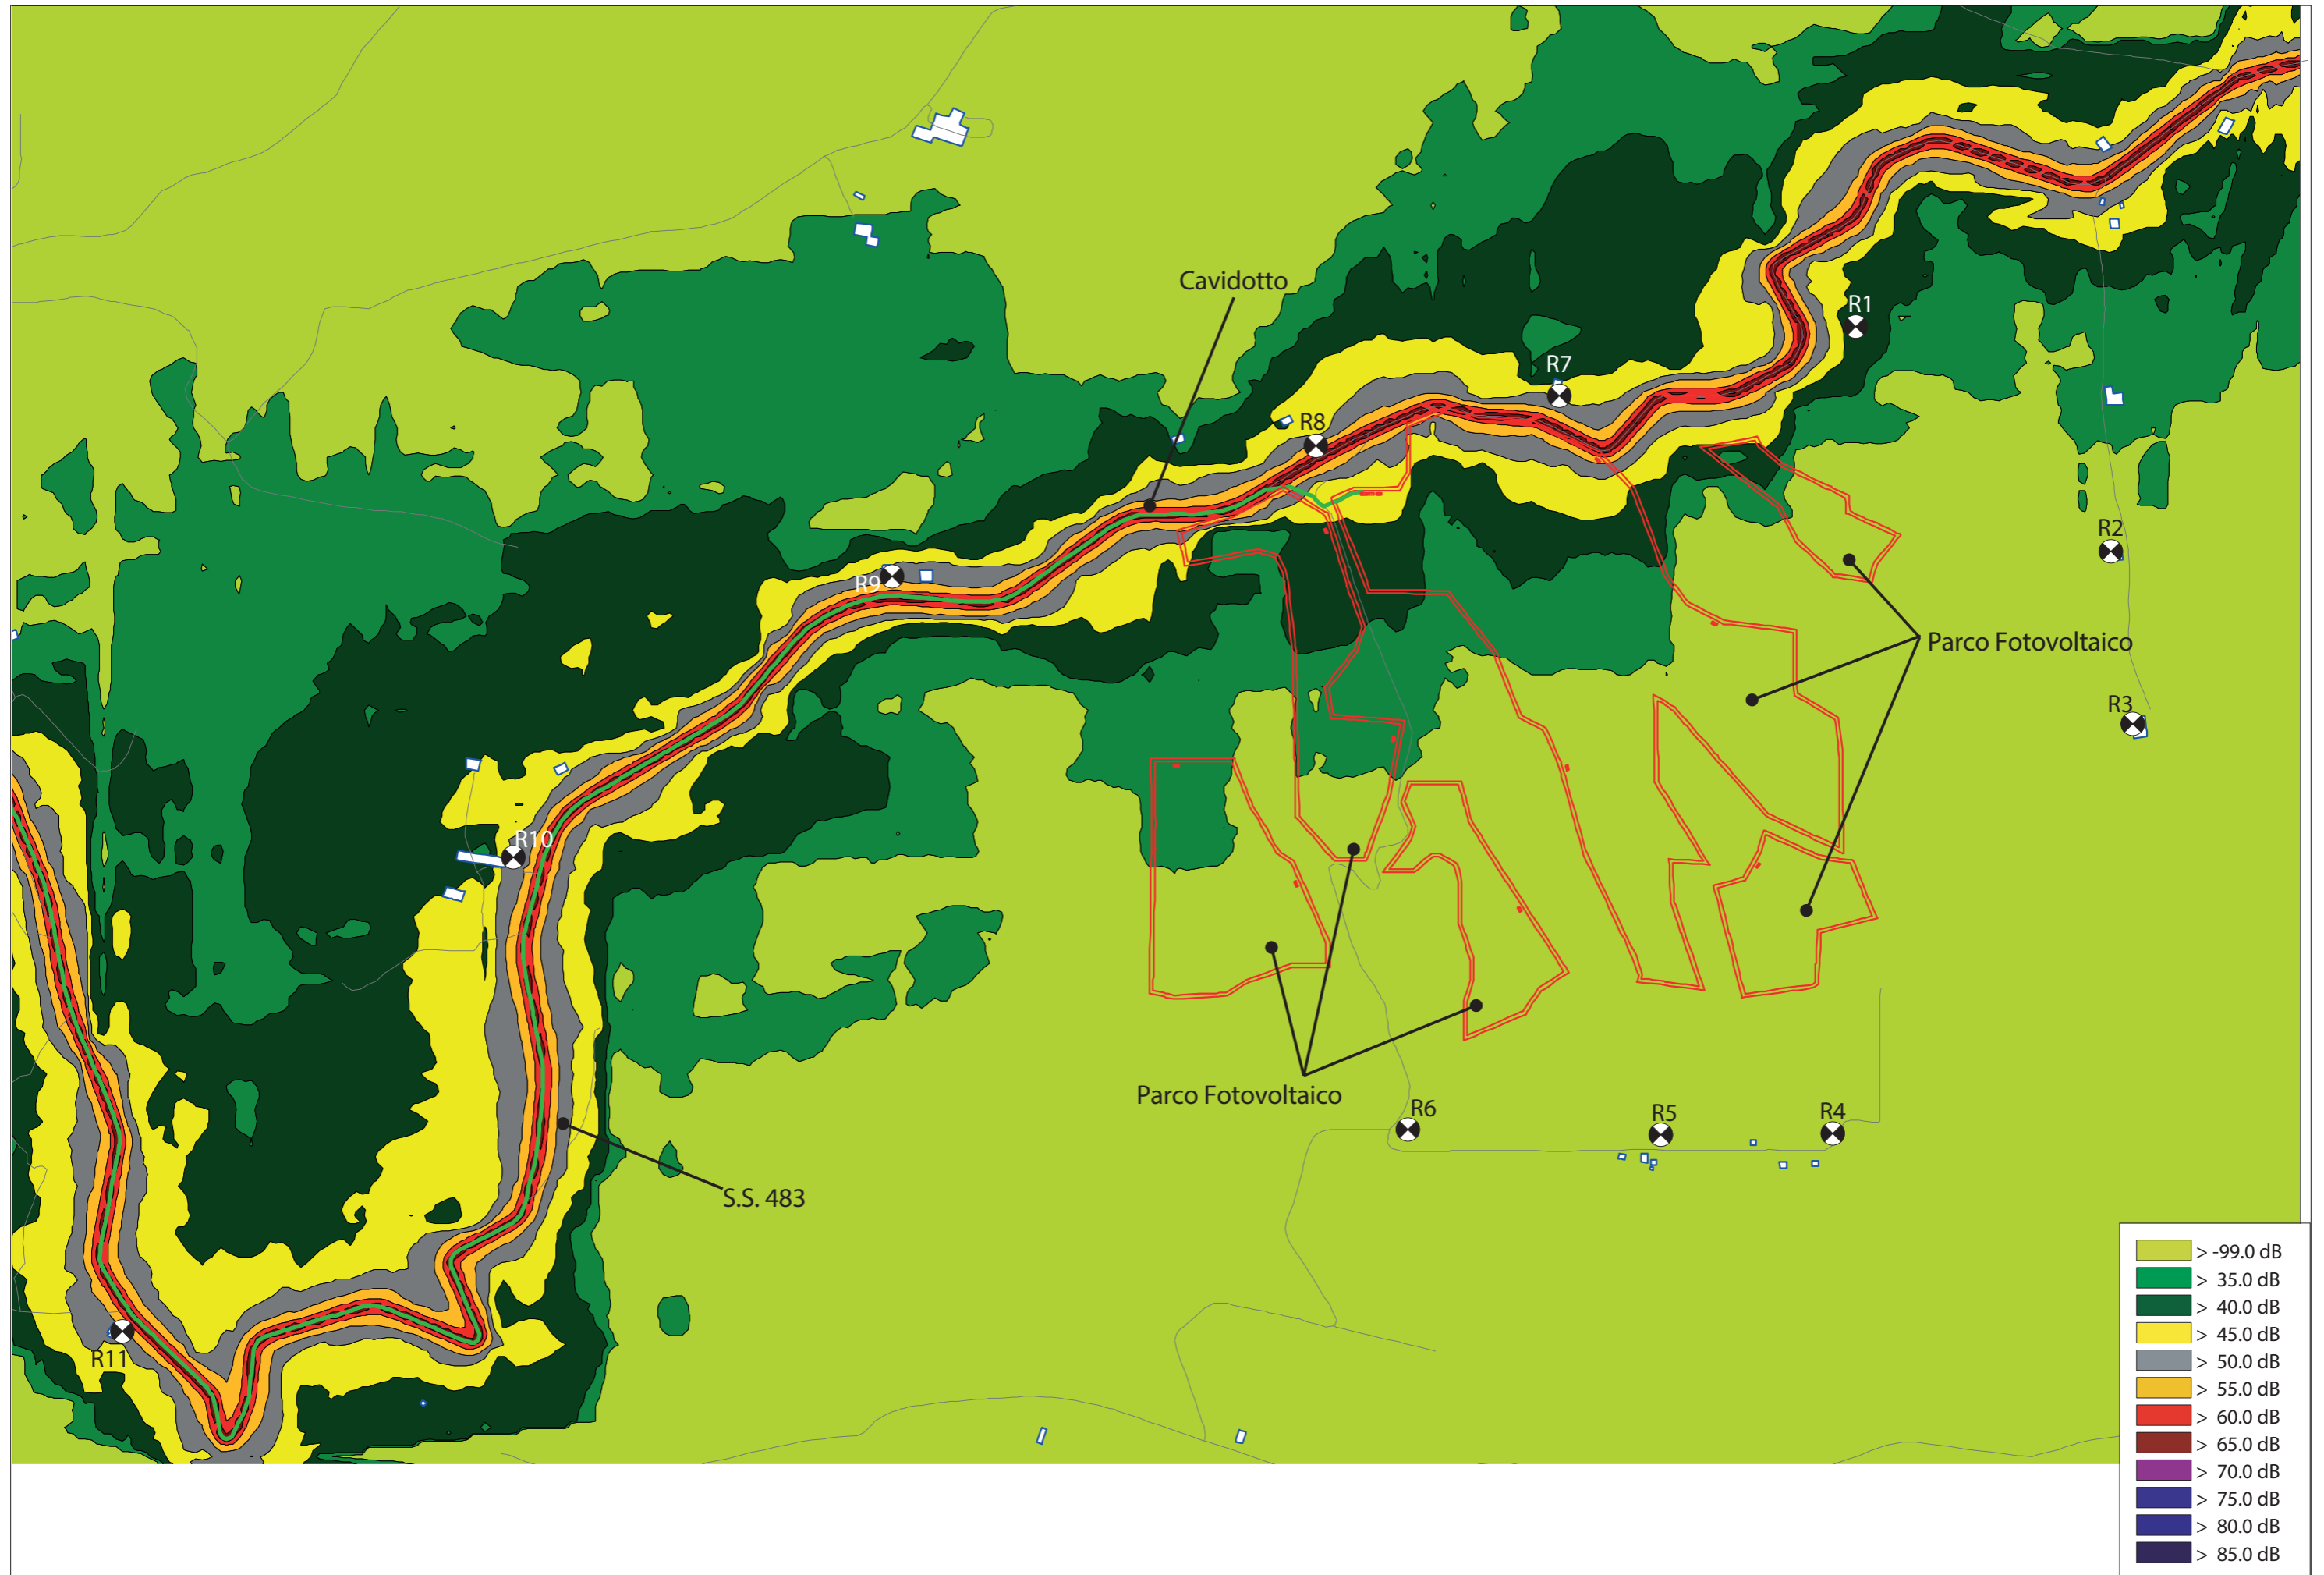 Cavidotto
R1
R7
R8
R2
R9
Parco Fotovoltaico
R3
R10
Parco Fotovoltaico
R6
R5
R4
S.S. 483
R11
> -99.0 dB
> 35.0 dB
> 40.0 dB
> 45.0 dB
> 50.0 dB
> 55.0 dB
> 60.0 dB
> 65.0 dB
> 70.0 dB
> 75.0 dB
> 80.0 dB
> 85.0 dB